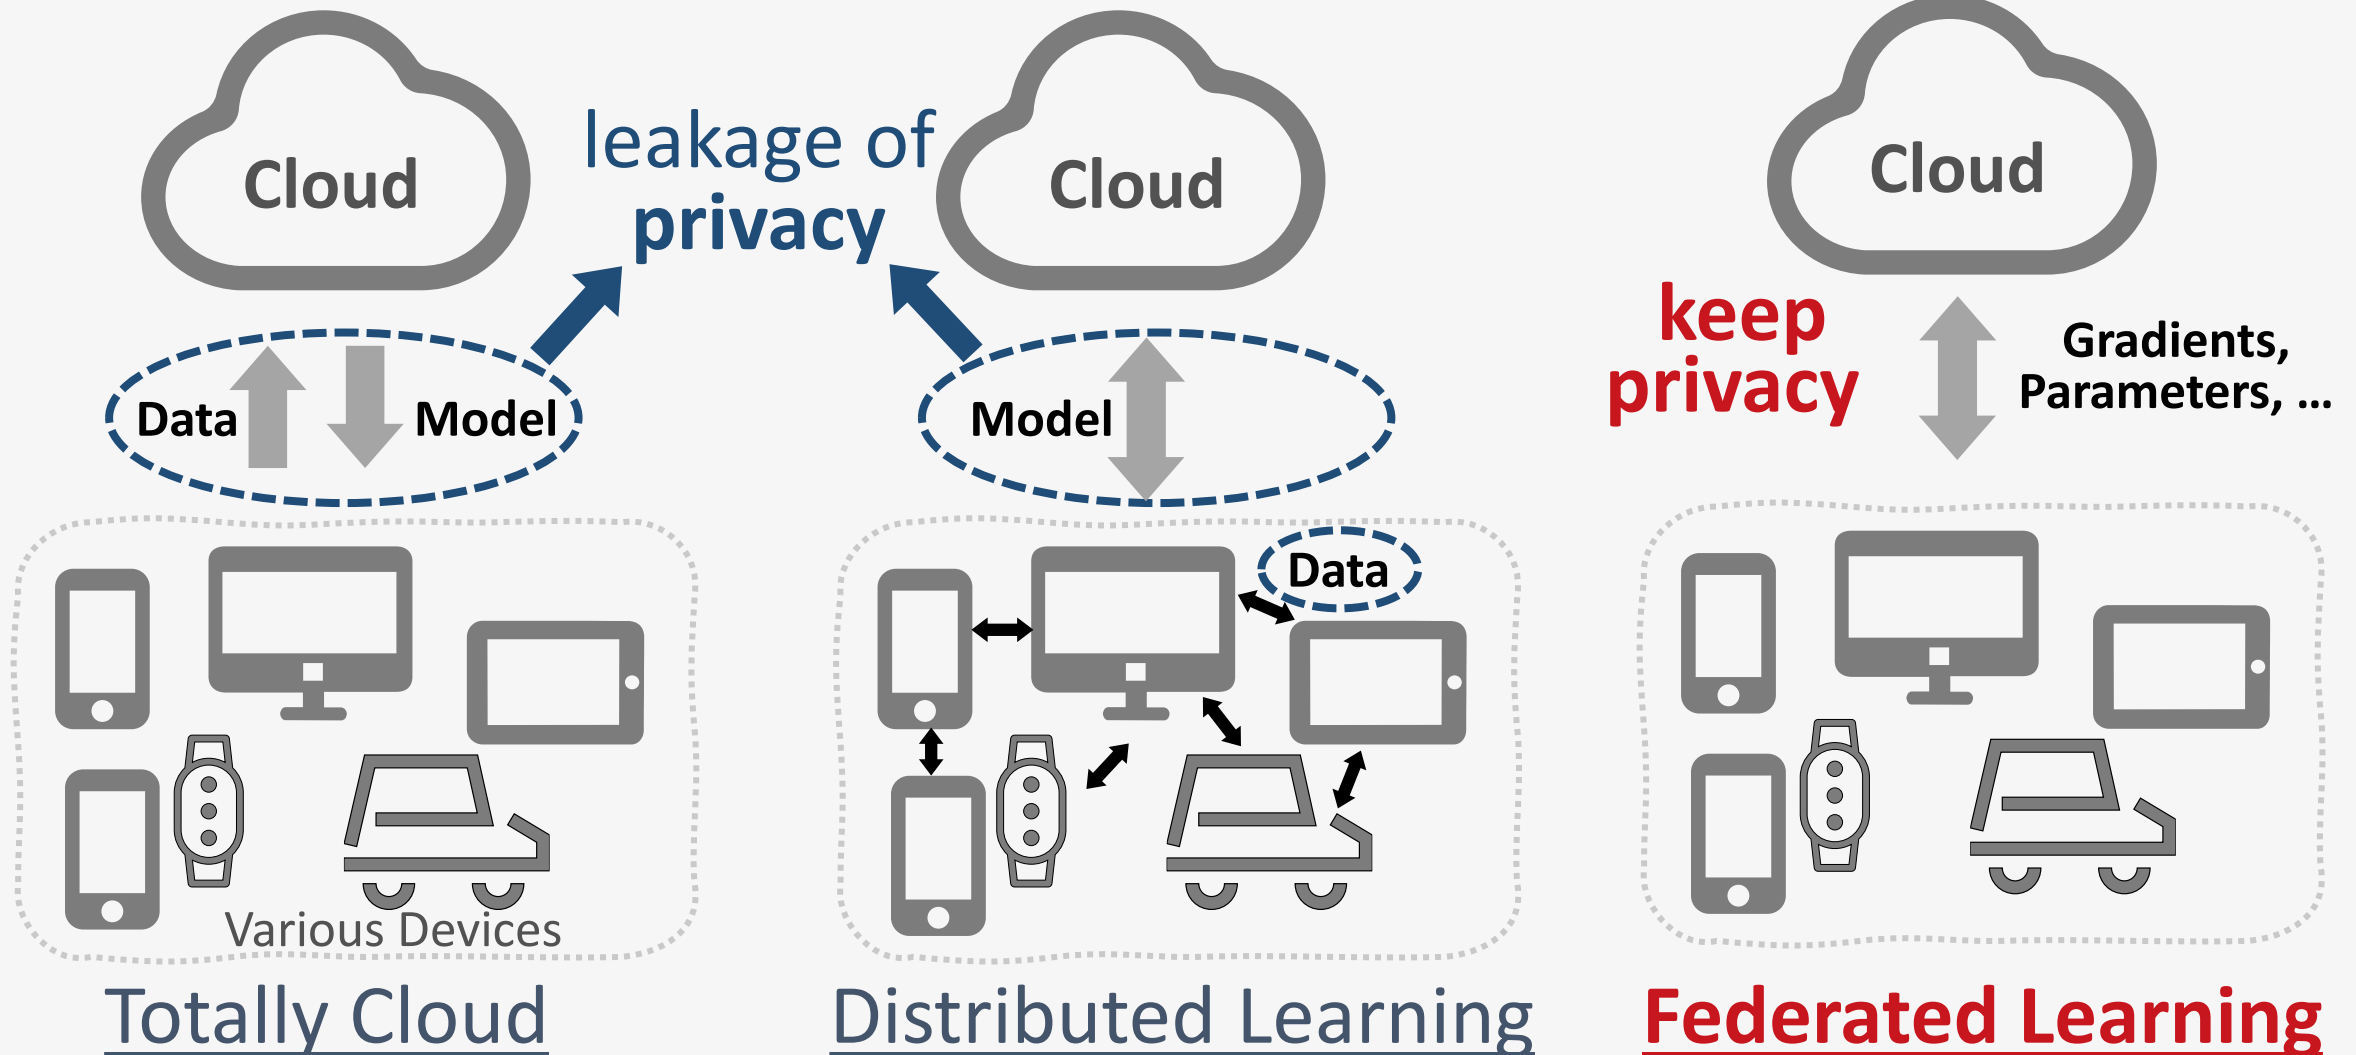 Cloud
Data
Model
Various Devices
Totally Cloud
leakage of
privacy
Cloud
Model
Data
Distributed Learning
Cloud
keep
privacy
Gradients,
Parameters, ...
Federated Learning